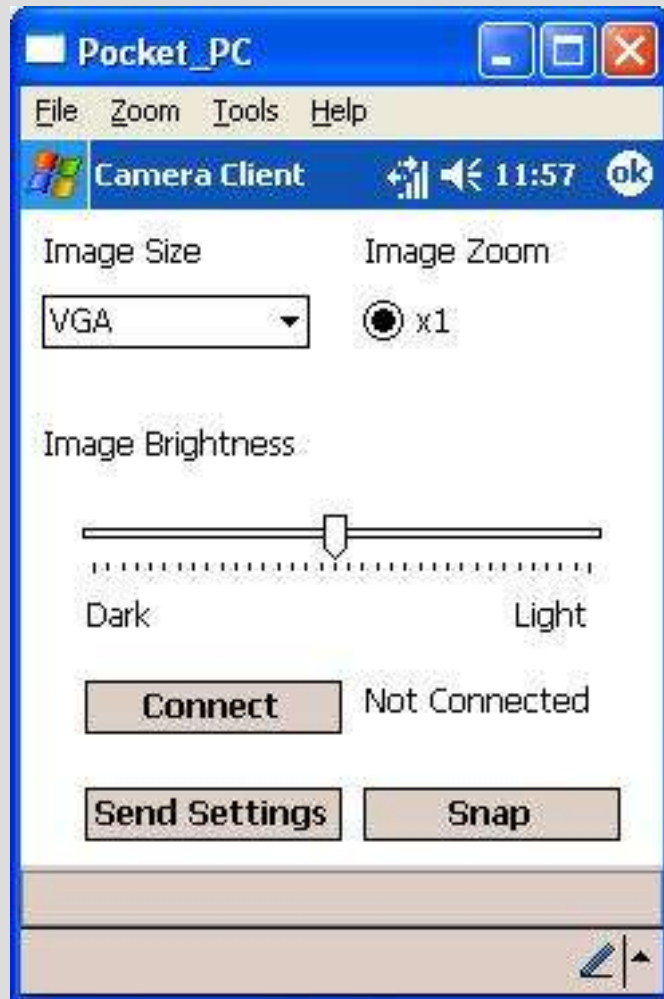 Pocket_PC
File Zoom Tools Help
Camera Client 11:57 ok
Image Size Image Zoom
VGA x1
Image Brightness
Dark Light
Connect Not Connected
Send Settings Snap